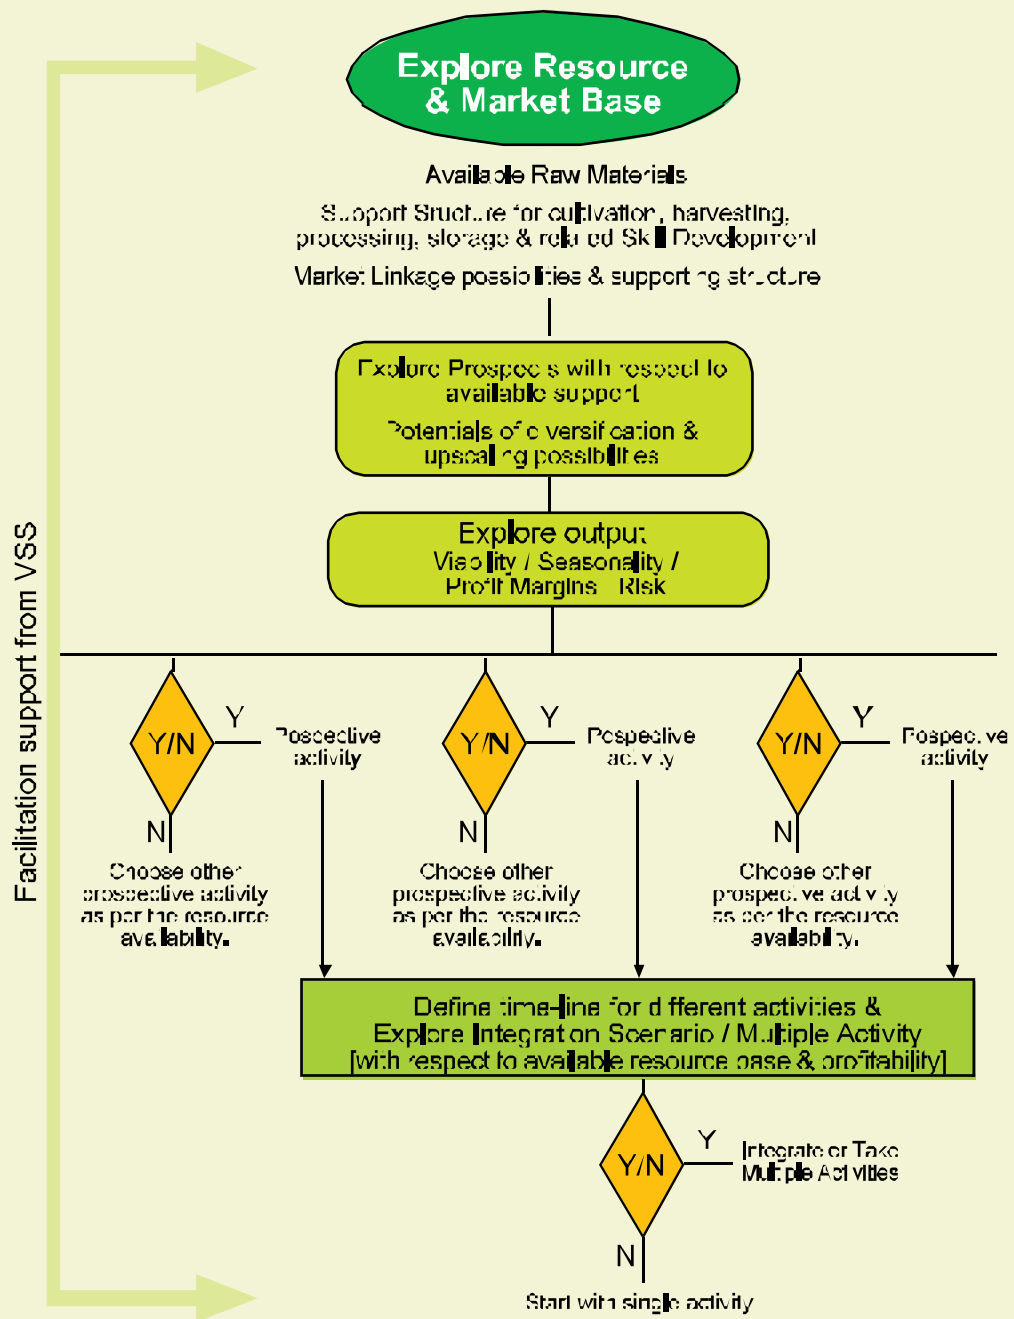 Explore Resource
& Market Base
Available Raw Materials
Support Structure for cultivation, harvesting,
processing, storage & related Skill Development
Market Linkage possibilities & supporting structure
Explore Prospects with respect to
available support
Potentials of diversification &
upscaling possibilities
Explore output
Viability / Seasonality /
Profit Margins Risk
Facilitation support from VSS
Y/N
Y
Pospective
activity
N
Choose other
prospective activity
as per the resource
availability.
Y/N
Y
Pospective
activity
N
Choose other
prospective activity
as per the resource
availability.
Y/N
Y
Pospective
activity
N
Choose other
prospective activity
as per the resource
availability.
Define time-line for different activities &
Explore Integration Scenario / Multiple Activity
[with respect to available resource base & profitability]
Y/N
Y
Integrate or Take
Multiple Activities
N
Start with single activity